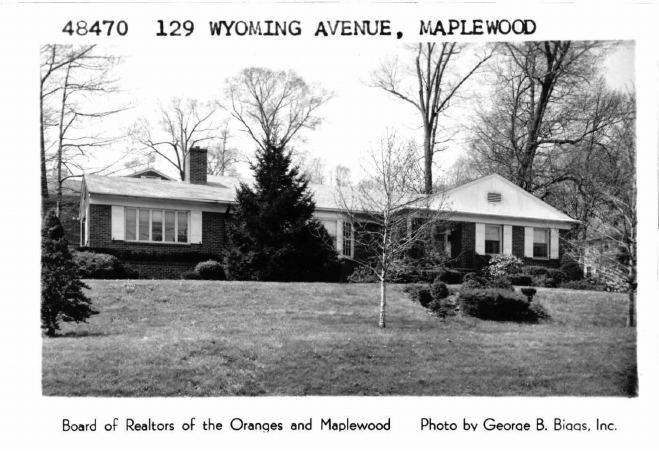 48470 129 WYOMING AVENUE, MAPLEWOOD
Board of Realtors of the Oranges and Maplewood Photo by George B. Biggs, Inc.